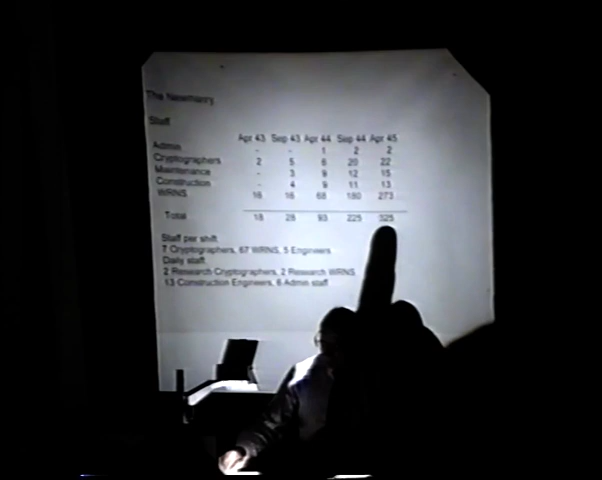 The Newmanry
Staff
Apr 43 Sep 43 Apr 44 Sep 44 Apr 45
Admin - - 1 2 2
Cryptographers 2 5 6 20 22
Maintenance - 3 9 12 15
Construction - 4 9 11 13
WRNS 16 16 68 180 273
Total 18 28 93 225 325
Staff per shift
7 Cryptographers, 67 WRNS, 5 Engineers
Daily staff
2 Research Cryptographers, 2 Research WRNS
13 Construction Engineers, 6 Admin staff